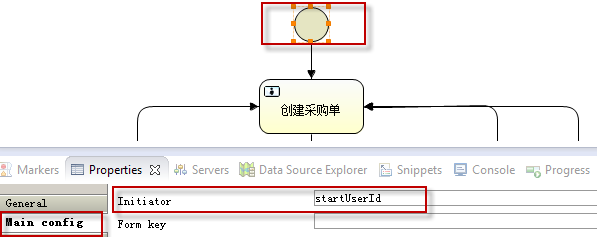 创建采购单
Markers Properties Servers Data Source Explorer Snippets Console Progress
General
Initiator startUserId
Main config
Form key